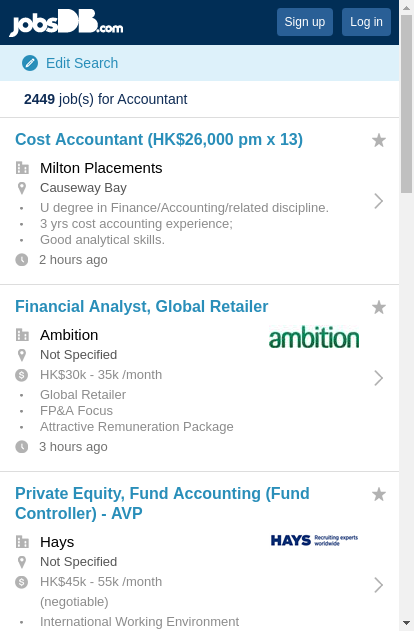 jobsDB.com
Sign up
Log in
Edit Search
2449 job(s) for Accountant
Cost Accountant (HK$26,000 pm x 13)
Milton Placements
Causeway Bay
• U degree in Finance/Accounting/related discipline.
• 3 yrs cost accounting experience;
• Good analytical skills.
2 hours ago
Financial Analyst, Global Retailer
Ambition
ambition
Not Specified
HK$30k - 35k /month
• Global Retailer
• FP&A Focus
• Attractive Remuneration Package
3 hours ago
Private Equity, Fund Accounting (Fund
Controller) - AVP
Hays
HAYS Recruiting experts
worldwide
Not Specified
HK$45k - 55k /month
(negotiable)
• International Working Environment